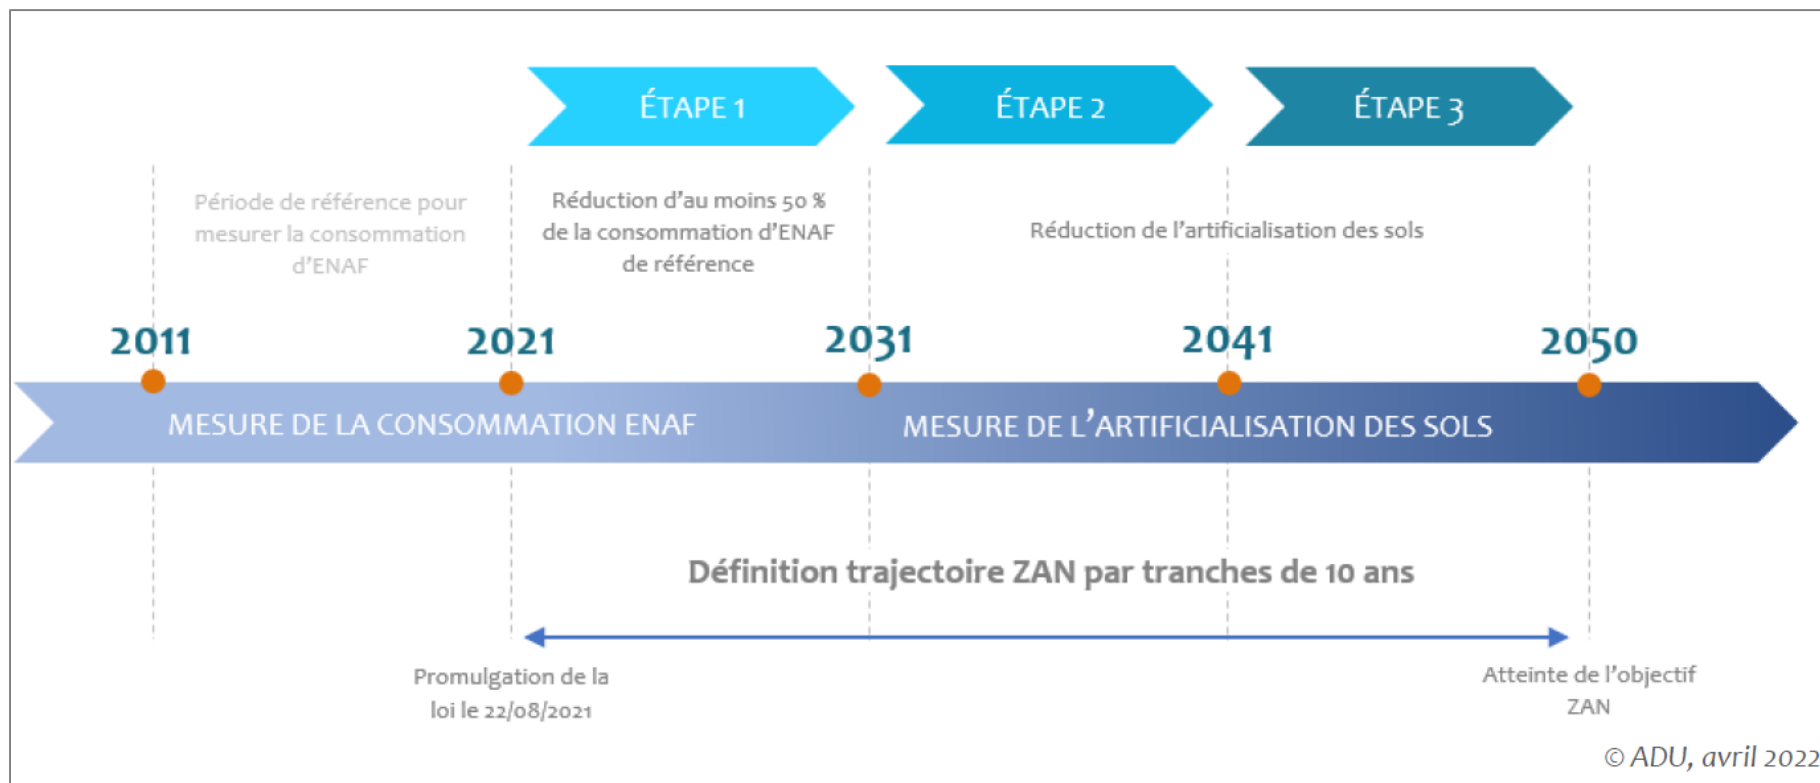 ÉTAPE 1
ÉTAPE 2
ÉTAPE 3
Période de référence pour
mesurer la consommation
d'ENAF
Réduction d'au moins 50 %
de la consommation d'ENAF
de référence
Réduction de l'artificialisation des sols
2011
2021
2031
2041
2050
MESURE DE LA CONSOMMATION ENAF
MESURE DE L'ARTIFICIALISATION DES SOLS
Définition trajectoire ZAN par tranches de 10 ans
Promulgation de la
loi le 22/08/2021
Atteinte de l'objectif
ZAN
© ADU, avril 2022